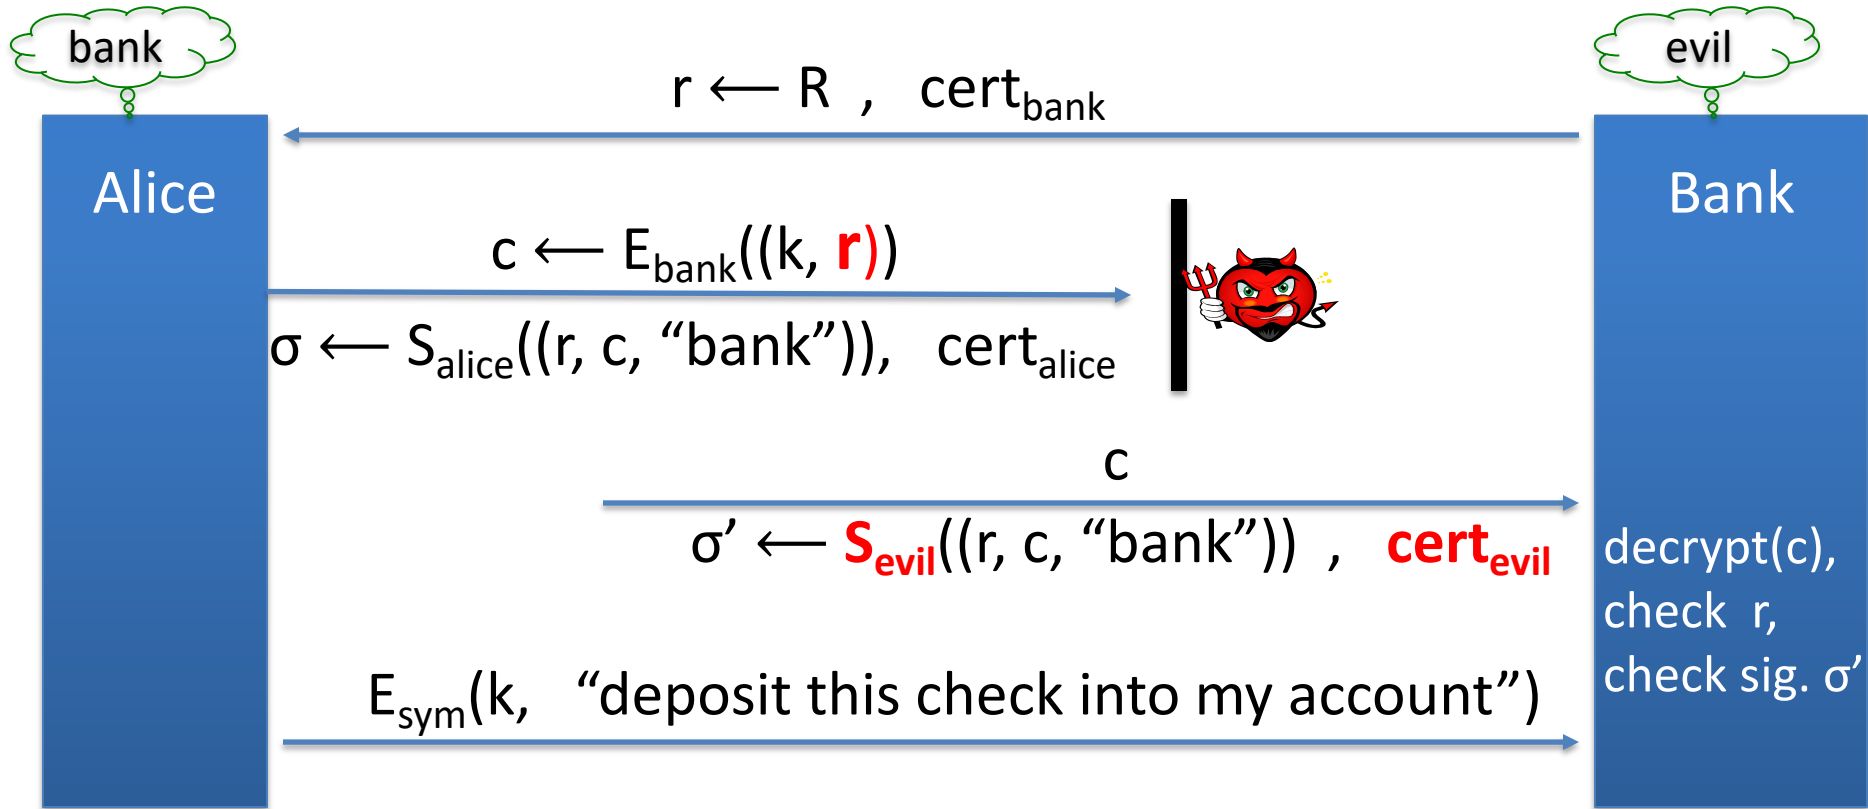 bank
evil
r ⟵ R , cert_bank
Alice
Bank
c ⟵ E_bank((k, r))
σ ⟵ S_alice((r, c, “bank”)), cert_alice
c
σ’ ⟵ S_evil((r, c, “bank”)) , cert_evil
decrypt(c),
check r,
check sig. σ’
E_sym(k, “deposit this check into my account”)